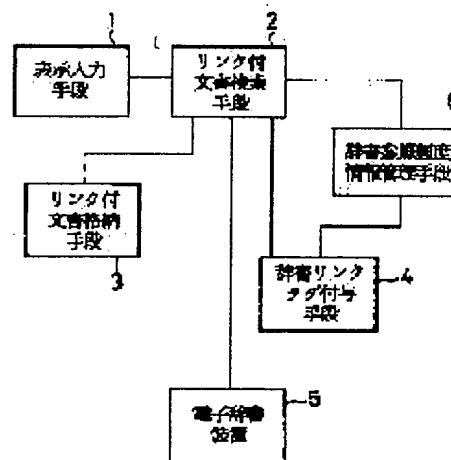 1
表示入力
手段
2
リンク付
文書検索
手段
6
辞書参照頻度
情報管理手段
リンク付
文書格納
手段
3
辞書リンク
タグ付与
手段
4
電子辞書
装置
5